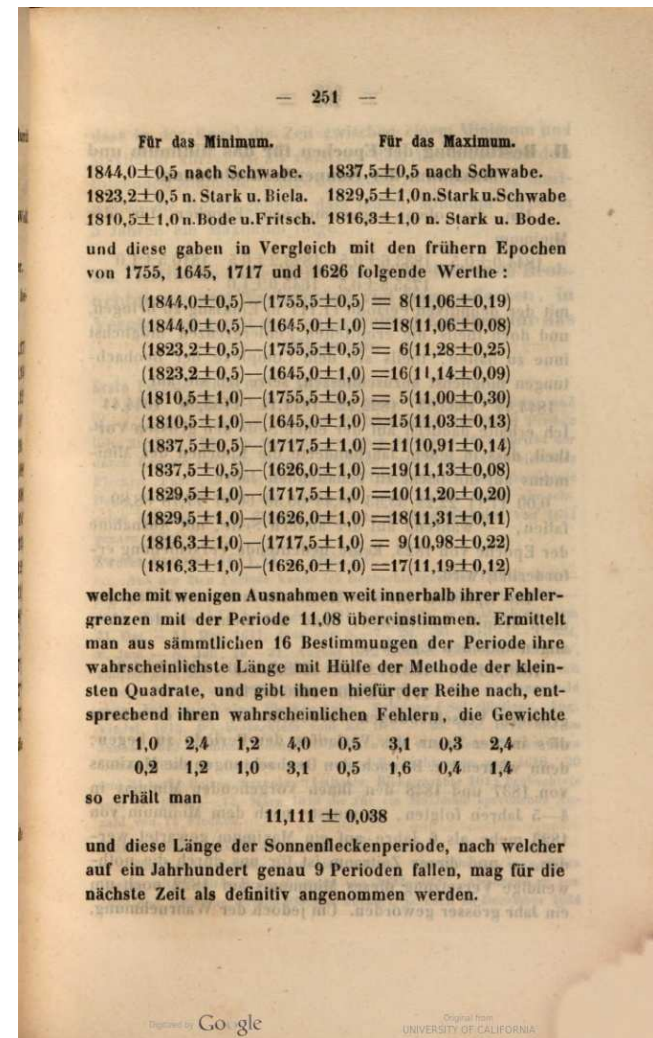 — 251 —
Für das Minimum. Für das Maximum.
1844,0±0,5 nach Schwabe. 1837,5±0,5 nach Schwabe.
1823,2±0,5 n. Stark u. Biela. 1829,5±1,0n.Starku.Schwabe
1810,5±1,0n.Bode u.Fritsch. 1816,3±1,0 n. Stark u. Bode.
und diese gaben in Vergleich mit den frühern Epochen
von 1755, 1645, 1717 und 1626 folgende Werthe :
(1844,0±0,5)—(1755,5±0,5) = 8(11,06±0,19)
(1844,0±0,5)—(1645,0±1,0) =18(11,06±0,08)
(1823,2±0,5)—(1755,5±0,5) = 6(11,28±0,25)
(1823,2±0,5)—(1645,0±1,0) =16(11,14±0,09)
(1810,5±1,0)—(1755,5±0,5) = 5(11,00±0,30)
(1810,5±1,0)—(1645,0±1,0) =15(11,03±0,13)
(1837,5±0,5)—(1717,5±1,0) =11(10,91±0,14)
(1837,5±0,5)—(1626,0±1,0) =19(11,13±0,08)
(1829,5±1,0)—(1717,5±1,0) =10(11,20±0,20)
(1829,5±1,0)—(1626,0±1,0) =18(11,31±0,11)
(1816,3±1,0)—(1717,5±1,0) = 9(10,98±0,22)
(1816,3±1,0)—(1626,0±1,0) =17(11,19±0,12)
welche mit wenigen Ausnahmen weit innerhalb ihrer Fehler-
grenzen mit der Periode 11,08 übereinstimmen. Ermittelt
man aus sämmtlichen 16 Bestimmungen der Periode ihre
wahrscheinlichste Länge mit Hülfe der Methode der klein-
sten Quadrate, und gibt ihnen hiefür der Reihe nach, ent-
sprechend ihren wahrscheinlichen Fehlern, die Gewichte
1,0 2,4 1,2 4,0 0,5 3,1 0,3 2,4
0,2 1,2 1,0 3,1 0,5 1,6 0,4 1,4
so erhält man
11,111 ± 0,038
und diese Länge der Sonnenfleckenperiode, nach welcher
auf ein Jahrhundert genau 9 Perioden fallen, mag für die
nächste Zeit als definitiv angenommen werden.
Digitized by Google
Original from
UNIVERSITY OF CALIFORNIA